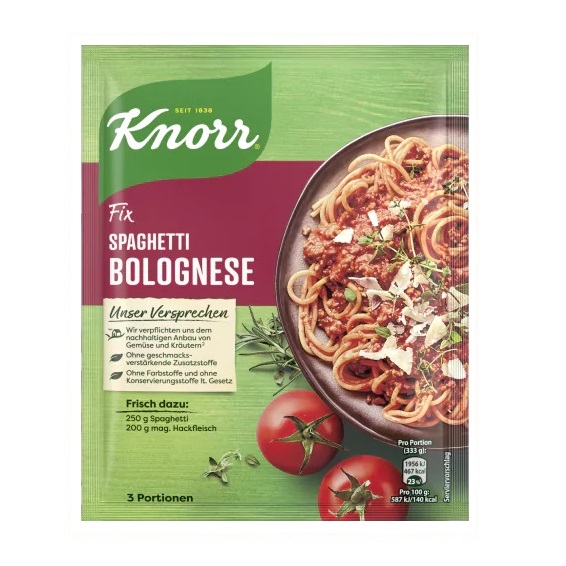 SEIT 1838
Knorr®
Fix
SPAGHETTI
BOLOGNESE
Unser Versprechen
Wir verpflichten uns dem
nachhaltigen Anbau von
Gemüse und Kräutern²
Ohne geschmacks-
verstärkende Zusatzstoffe
Ohne Farbstoffe und ohne
Konservierungsstoffe lt. Gesetz
Frisch dazu:
250 g Spaghetti
200 g mag. Hackfleisch
3 Portionen
Pro Portion
(333 g):
1956 kJ
467 kcal
23%
Pro 100 g:
587 kJ/140 kcal
Serviervorschlag